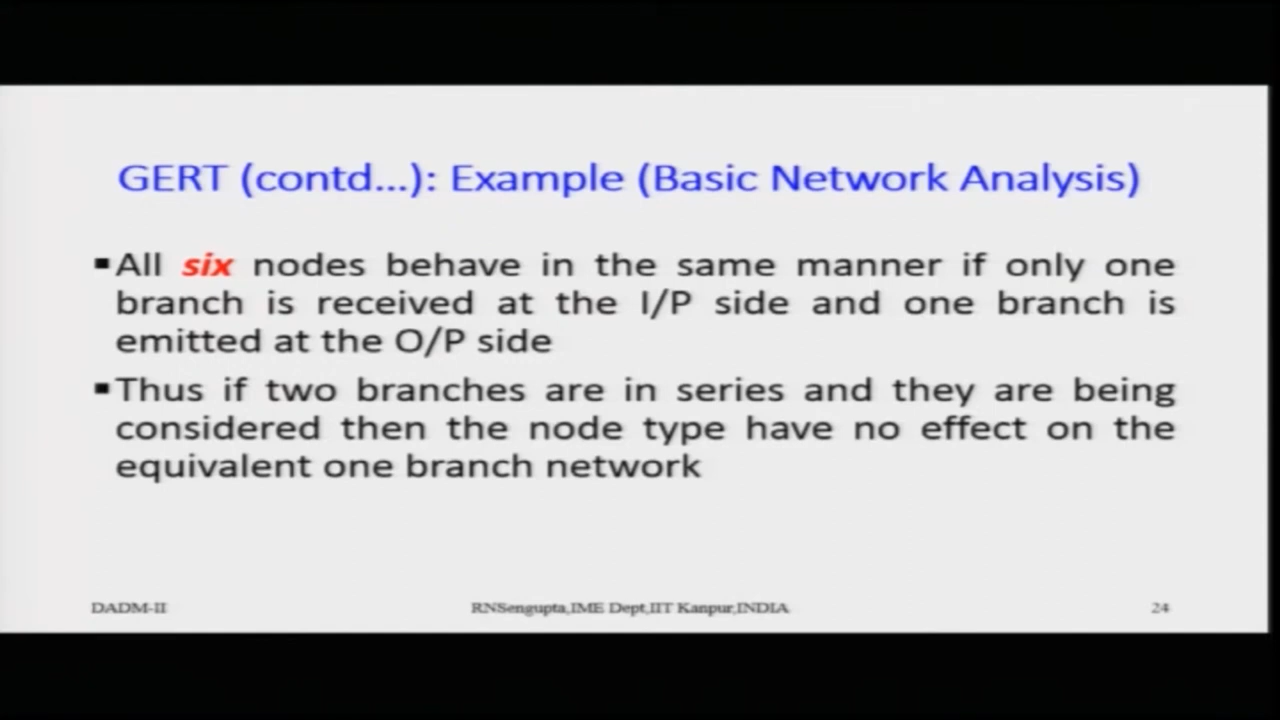 GERT (contd...): Example (Basic Network Analysis)
▪All six nodes behave in the same manner if only one
branch is received at the I/P side and one branch is
emitted at the O/P side
▪Thus if two branches are in series and they are being
considered then the node type have no effect on the
equivalent one branch network
DADM-II
RNSengupta,IME Dept,IIT Kanpur,INDIA
24